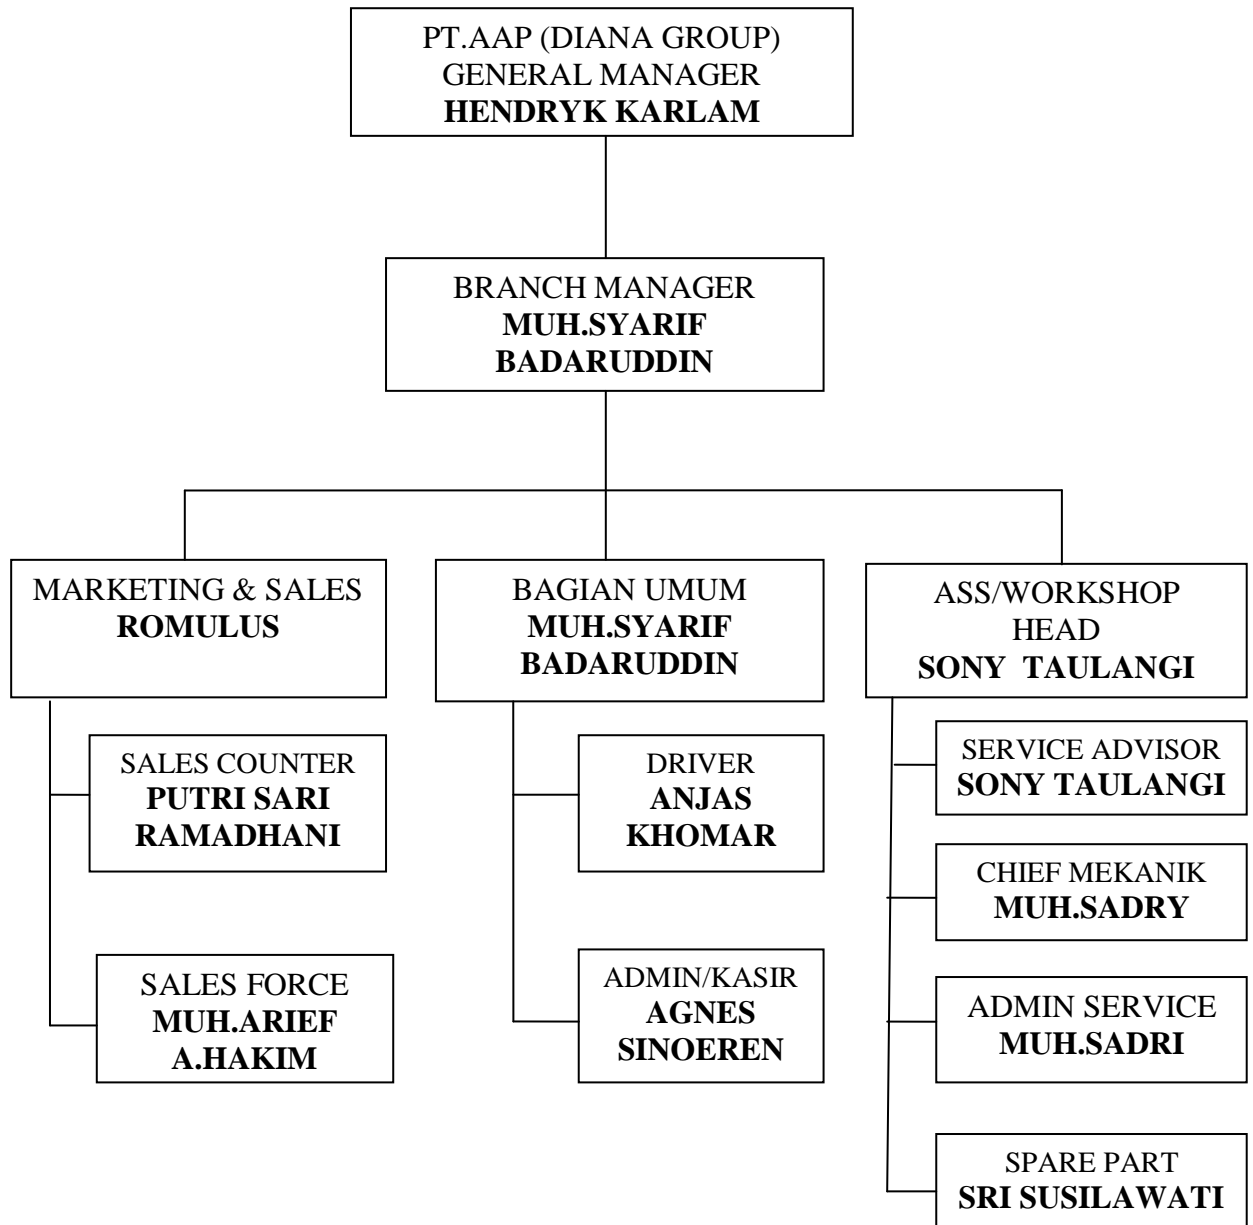 PT.AAP (DIANA GROUP)
GENERAL MANAGER
HENDRYK KARLAM
BRANCH MANAGER
MUH.SYARIF
BADARUDDIN
MARKETING & SALES
ROMULUS
SALES COUNTER
PUTRI SARI
RAMADHANI
SALES FORCE
MUH.ARIEF
A.HAKIM
BAGIAN UMUM
MUH.SYARIF
BADARUDDIN
DRIVER
ANJAS
KHOMAR
ADMIN/KASIR
AGNES
SINOEREN
ASS/WORKSHOP
HEAD
SONY TAULANGI
SERVICE ADVISOR
SONY TAULANGI
CHIEF MEKANIK
MUH.SADRY
ADMIN SERVICE
MUH.SADRI
SPARE PART
SRI SUSILAWATI